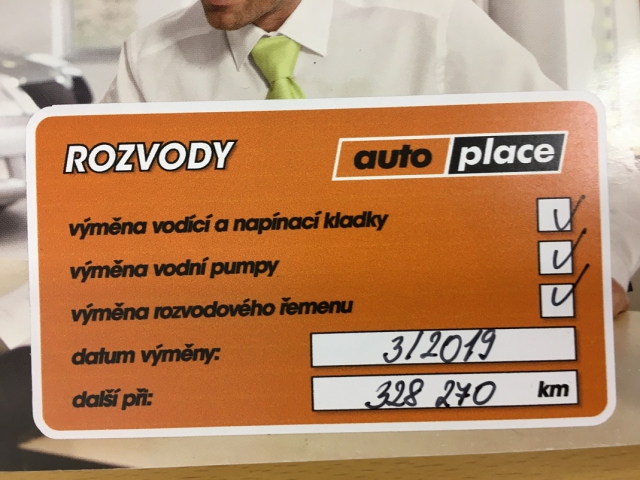 ROZVODY
auto place
výměna vodící a napínací kladky
výměna vodní pumpy
výměna rozvodového řemenu
datum výměny: 3/2019
další při: 328 270 km